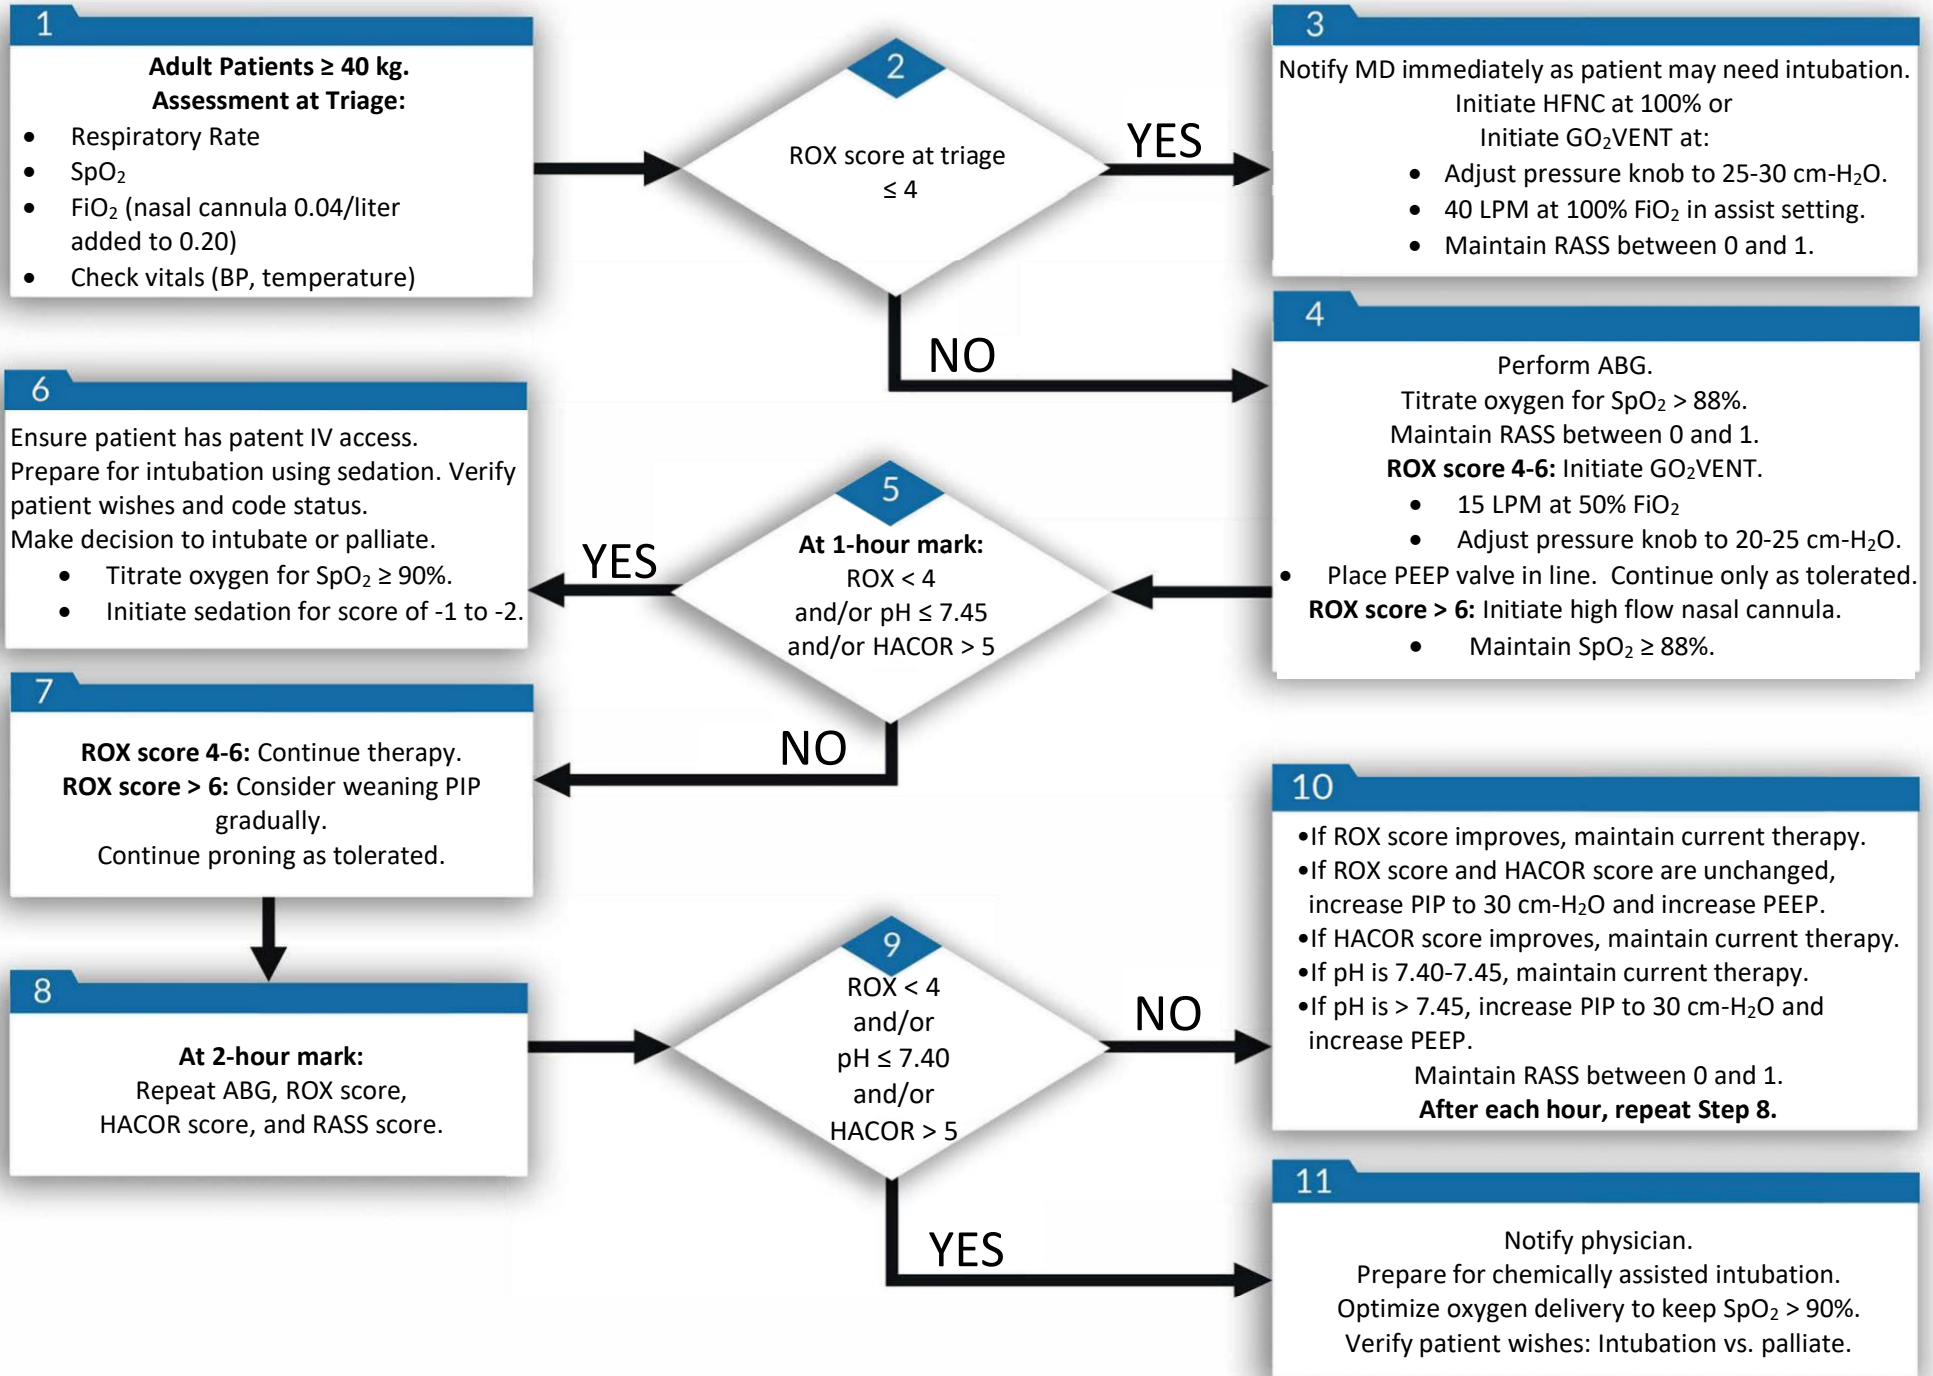 1
Adult Patients ≥ 40 kg.
Assessment at Triage:
• Respiratory Rate
• SpO₂
• FiO₂ (nasal cannula 0.04/liter
added to 0.20)
• Check vitals (BP, temperature)
2
ROX score at triage
≤ 4
YES
NO
3
Notify MD immediately as patient may need intubation.
Initiate HFNC at 100% or
Initiate GO₂VENT at:
• Adjust pressure knob to 25-30 cm-H₂O.
• 40 LPM at 100% FiO₂ in assist setting.
• Maintain RASS between 0 and 1.
4
Perform ABG.
Titrate oxygen for SpO₂ > 88%.
Maintain RASS between 0 and 1.
ROX score 4-6: Initiate GO₂VENT.
• 15 LPM at 50% FiO₂
• Adjust pressure knob to 20-25 cm-H₂O.
• Place PEEP valve in line. Continue only as tolerated.
ROX score > 6: Initiate high flow nasal cannula.
• Maintain SpO₂ ≥ 88%.
5
At 1-hour mark:
ROX < 4
and/or pH ≤ 7.45
and/or HACOR > 5
YES
NO
6
Ensure patient has patent IV access.
Prepare for intubation using sedation. Verify
patient wishes and code status.
Make decision to intubate or palliate.
• Titrate oxygen for SpO₂ ≥ 90%.
• Initiate sedation for score of -1 to -2.
7
ROX score 4-6: Continue therapy.
ROX score > 6: Consider weaning PIP
gradually.
Continue proning as tolerated.
8
At 2-hour mark:
Repeat ABG, ROX score,
HACOR score, and RASS score.
9
ROX < 4
and/or
pH ≤ 7.40
and/or
HACOR > 5
NO
YES
10
•If ROX score improves, maintain current therapy.
•If ROX score and HACOR score are unchanged,
increase PIP to 30 cm-H₂O and increase PEEP.
•If HACOR score improves, maintain current therapy.
•If pH is 7.40-7.45, maintain current therapy.
•If pH is > 7.45, increase PIP to 30 cm-H₂O and
increase PEEP.
Maintain RASS between 0 and 1.
After each hour, repeat Step 8.
11
Notify physician.
Prepare for chemically assisted intubation.
Optimize oxygen delivery to keep SpO₂ > 90%.
Verify patient wishes: Intubation vs. palliate.